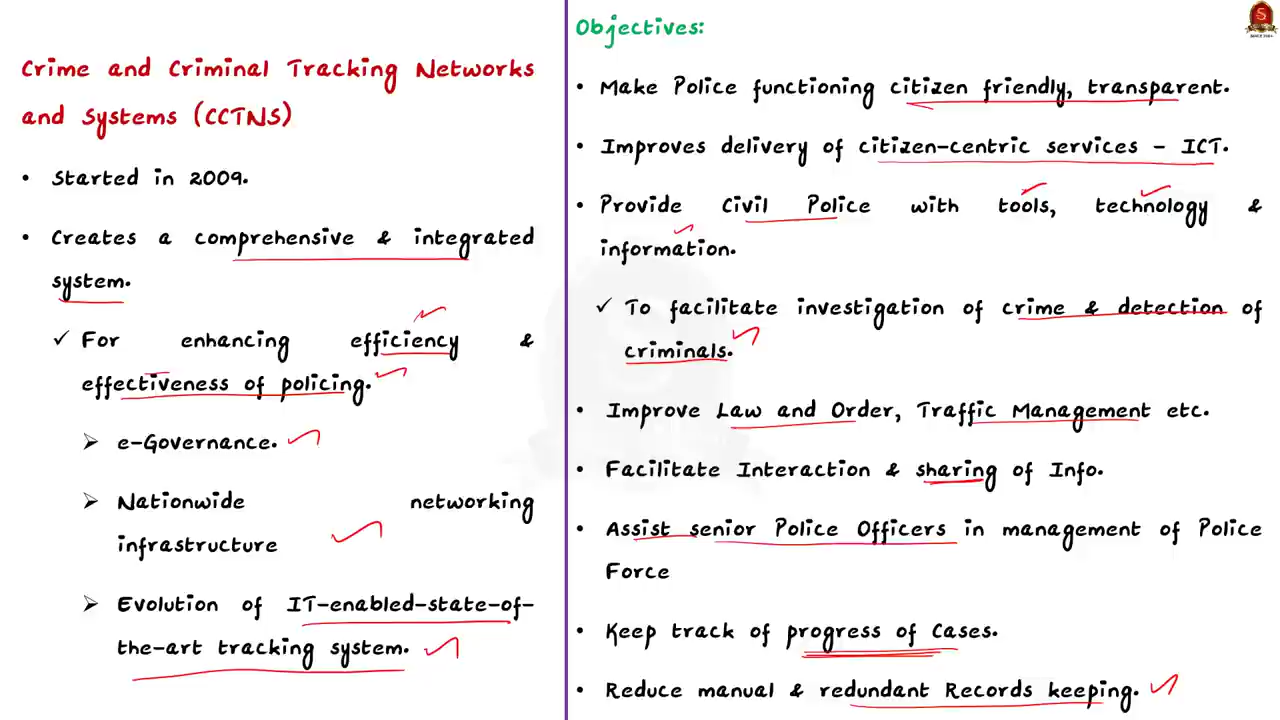 Crime and Criminal Tracking Networks
and Systems (CCTNS)
• Started in 2009.
• Creates a comprehensive & integrated
system.
✓ For enhancing efficiency &
effectiveness of policing.
➢ e-Governance.
➢ Nationwide networking
infrastructure
➢ Evolution of IT-enabled-state-of-
the-art tracking system.
Objectives:
• Make Police functioning citizen friendly, transparent.
• Improves delivery of citizen-centric services - ICT.
• Provide Civil Police with tools, technology &
information.
✓ To facilitate investigation of crime & detection of
criminals.
• Improve Law and Order, Traffic Management etc.
• Facilitate Interaction & sharing of Info.
• Assist senior Police Officers in management of Police
Force
• Keep track of progress of Cases.
• Reduce manual & redundant Records keeping.